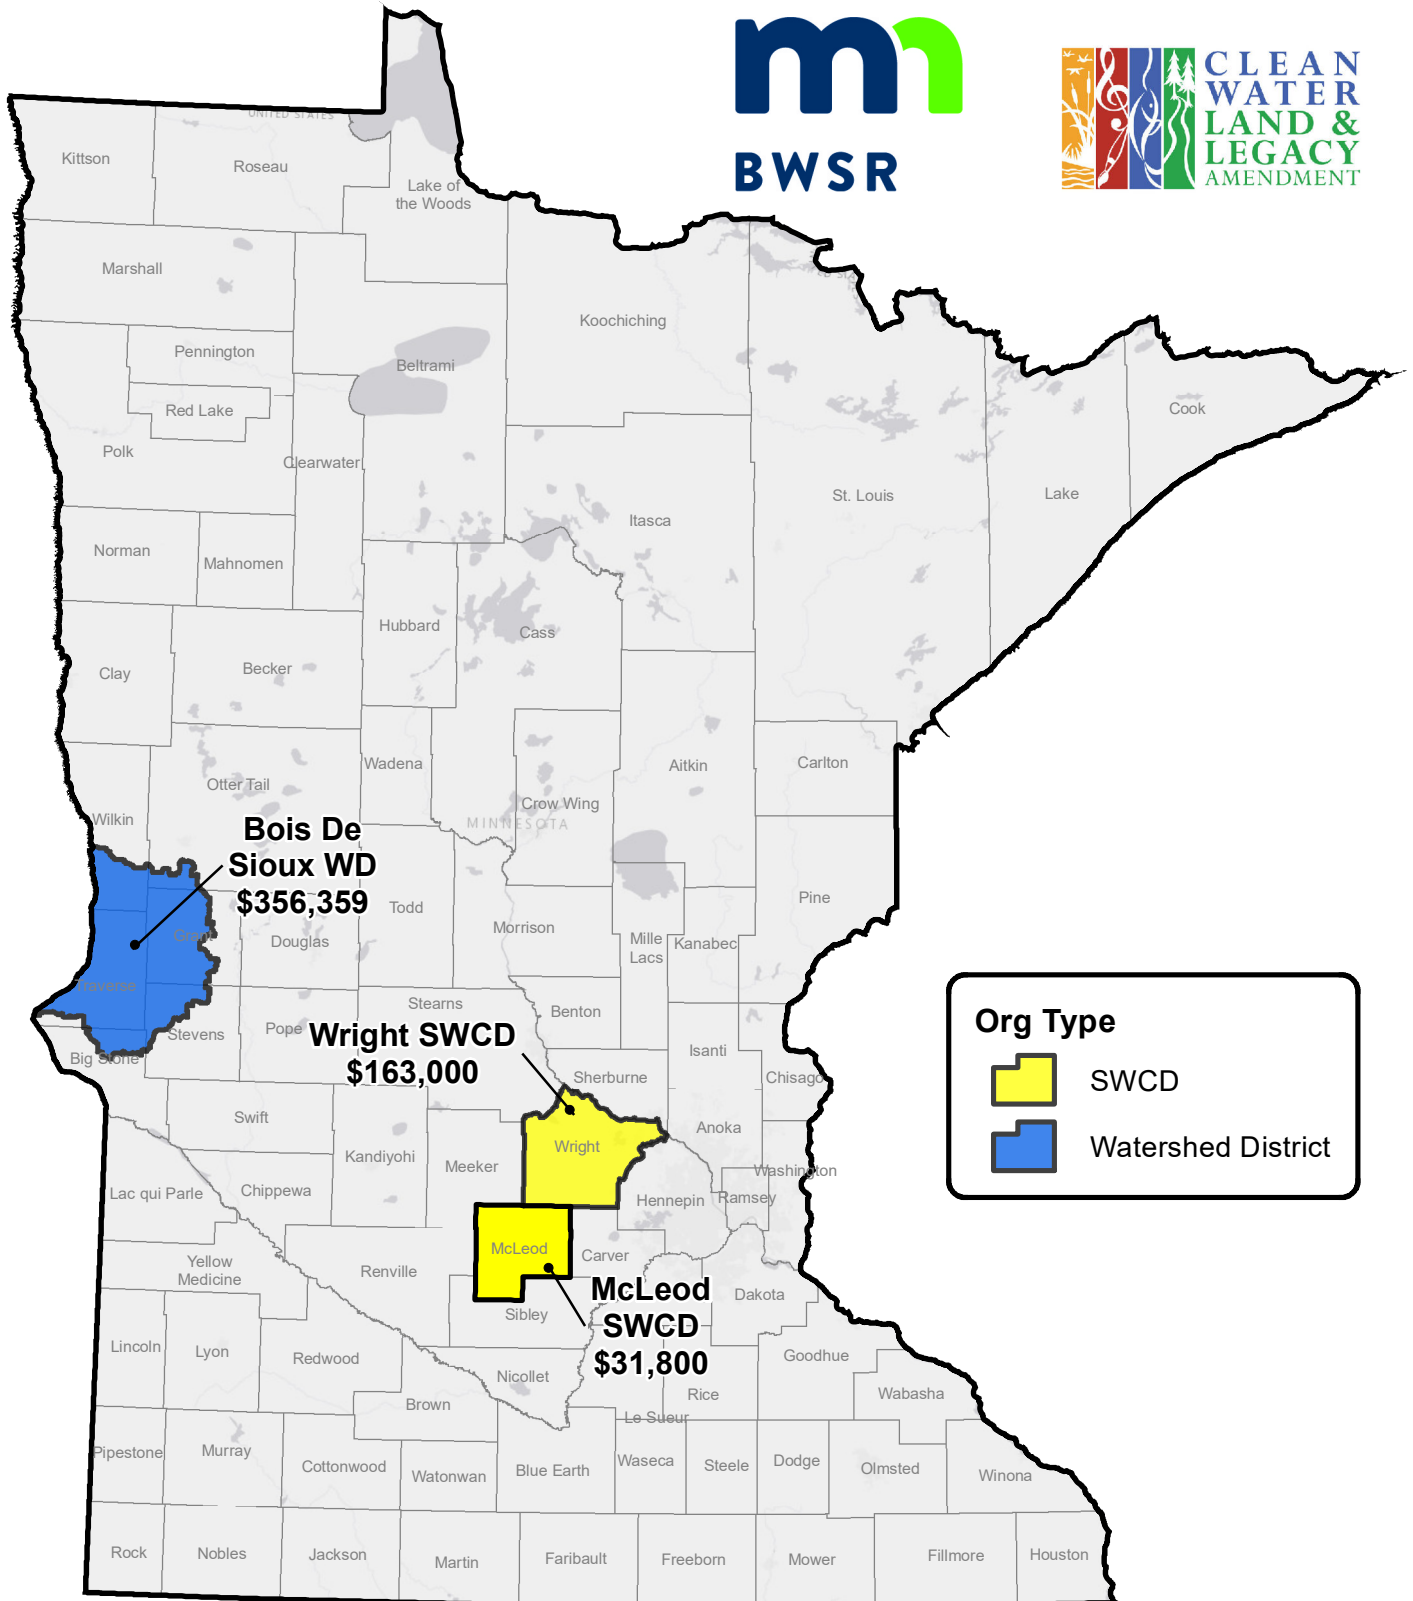 BWSR
CLEAN
WATER
LAND &
LEGACY
AMENDMENT
UNITED STATES
Kittson
Roseau
Lake of
the Woods
Marshall
Koochiching
Pennington
Beltrami
Red Lake
Cook
Polk
Clearwater
St. Louis
Lake
Itasca
Norman
Mahnomen
Hubbard
Cass
Clay
Becker
Wadena
Aitkin
Carlton
Otter Tail
Crow Wing
MINNESOTA
Wilkin
Bois De
Sioux WD
$356,359
Todd
Pine
Morrison
Grant
Douglas
Mille
Lacs
Kanabec
Traverse
Stearns
Benton
Stevens
Pope
Wright SWCD
$163,000
Big Stone
Isanti
Sherburne
Chisago
Org Type
SWCD
Watershed District
Swift
Anoka
Wright
Kandiyohi
Meeker
Washington
Lac qui Parle
Chippewa
Hennepin
Ramsey
McLeod
Carver
Yellow
Medicine
Renville
McLeod
SWCD
$31,800
Dakota
Sibley
Lincoln
Lyon
Redwood
Goodhue
Nicollet
Rice
Wabasha
Brown
Le Sueur
Pipestone
Murray
Cottonwood
Watonwan
Blue Earth
Waseca
Steele
Dodge
Olmsted
Winona
Rock
Nobles
Jackson
Martin
Faribault
Freeborn
Mower
Fillmore
Houston